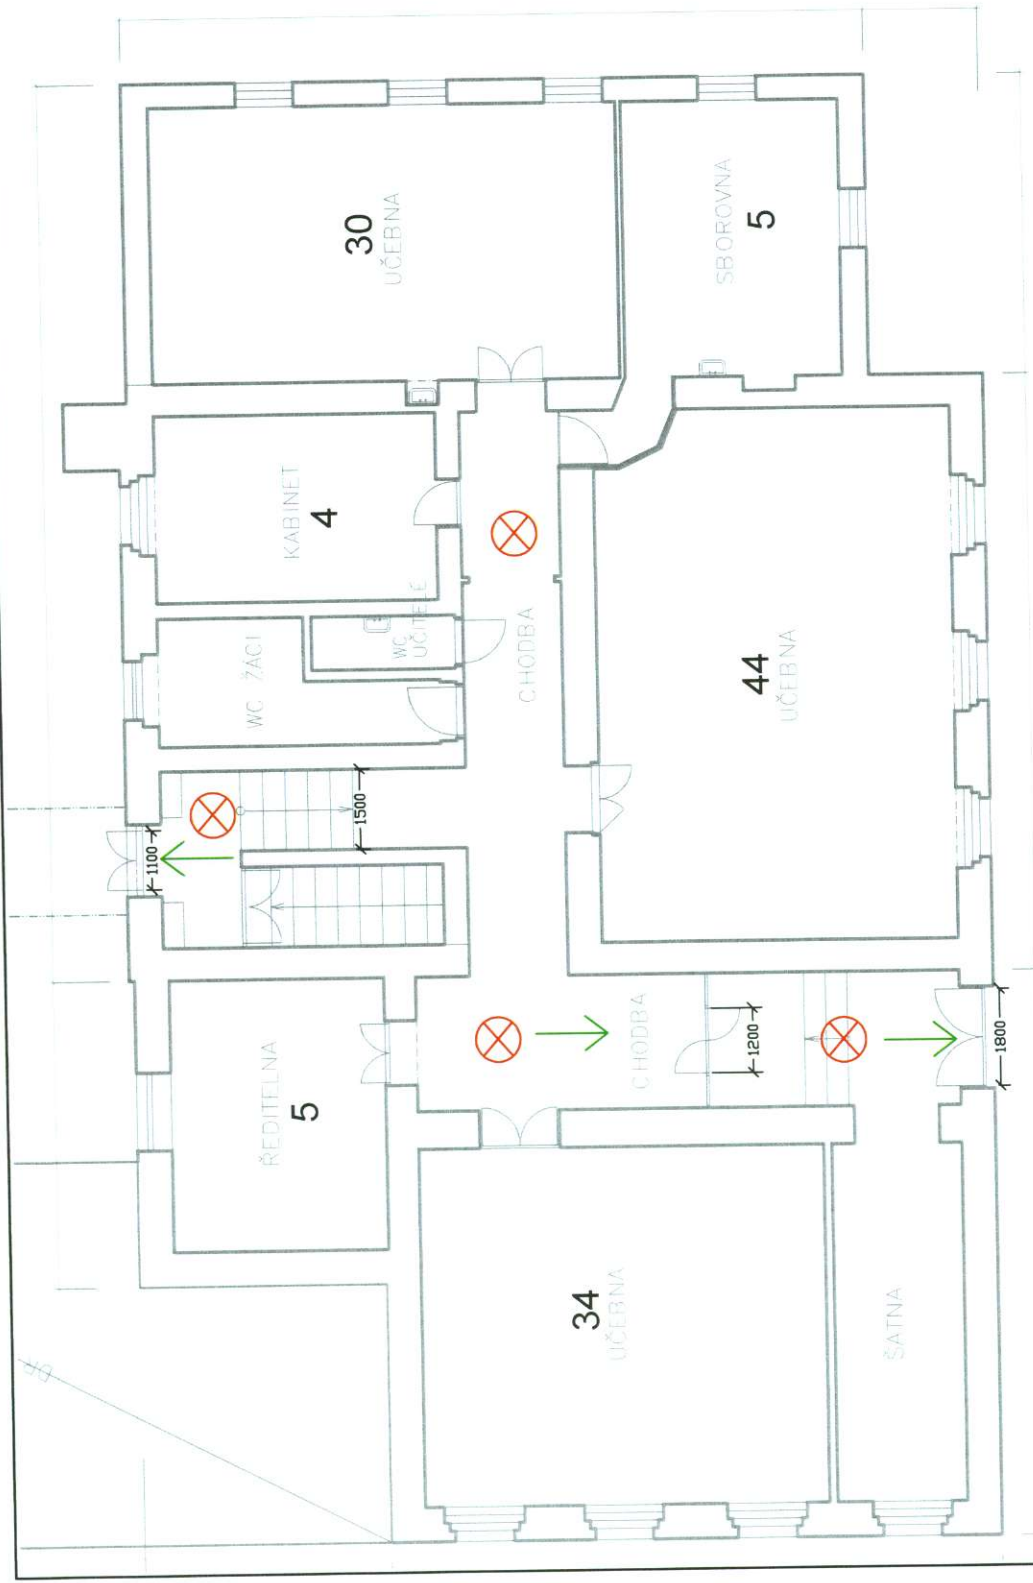 30
UČEBNA
SBOROVNA
5
KABINET
4
WC ŽÁCI
WC
UČITELÉ
CHODBA
44
UČEBNA
1500
1100
ŘEDITELNA
5
CHODBA
1200
1800
34
UČEBNA
ŠATNA